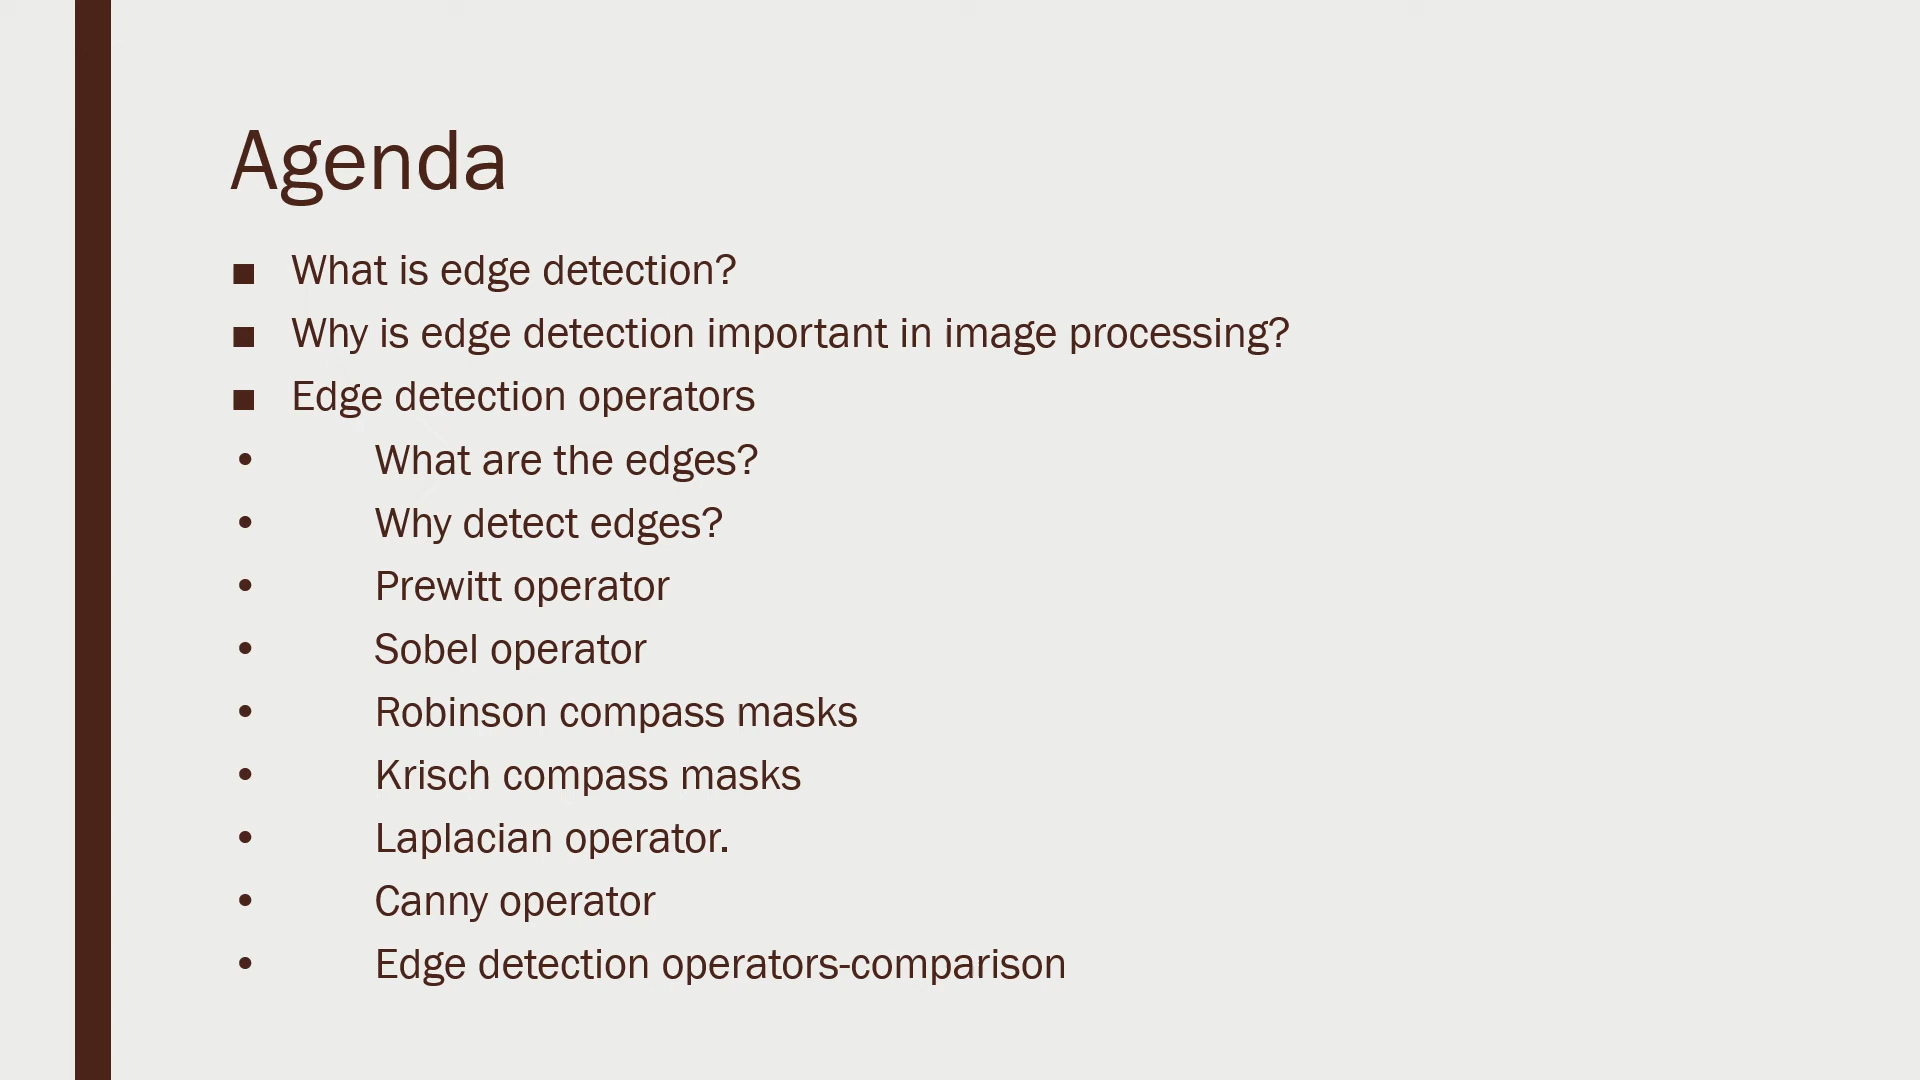 Agenda
■ What is edge detection?
■ Why is edge detection important in image processing?
■ Edge detection operators
• What are the edges?
• Why detect edges?
• Prewitt operator
• Sobel operator
• Robinson compass masks
• Krisch compass masks
• Laplacian operator.
• Canny operator
• Edge detection operators-comparison